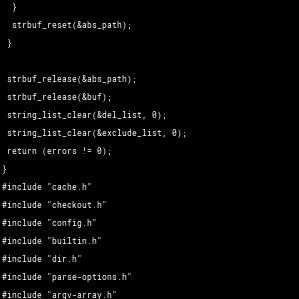 }
strbuf_reset(&abs_path);
}
strbuf_release(&abs_path);
strbuf_release(&buf);
string_list_clear(&del_list, 0);
string_list_clear(&exclude_list, 0);
return (errors != 0);
}
#include "cache.h"
#include "checkout.h"
#include "config.h"
#include "builtin.h"
#include "dir.h"
#include "parse-options.h"
#include "argv-array.h"